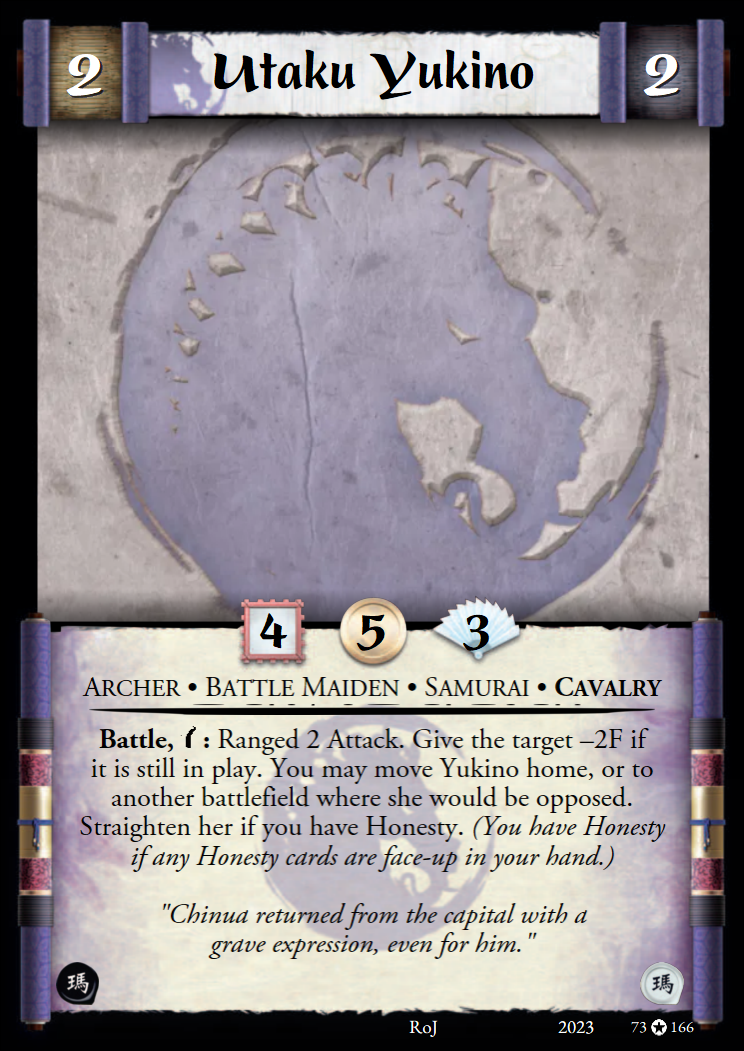 2 Utaku Yukino 2
4 5 3
Archer • Battle Maiden • Samurai • Cavalry
Battle, : Ranged 2 Attack. Give the target –2F if
it is still in play. You may move Yukino home, or to
another battlefield where she would be opposed.
Straighten her if you have Honesty. (You have Honesty
if any Honesty cards are face-up in your hand.)
"Chinua returned from the capital with a
grave expression, even for him."
瑪 瑪
RoJ 2023 73 166